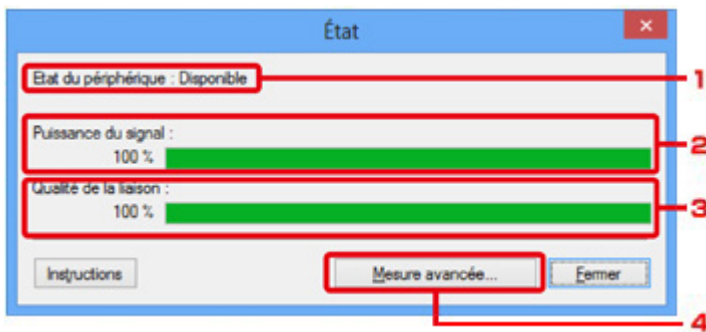 État
Etat du périphérique : Disponible
1
Puissance du signal :
100 %
2
Qualité de la liaison :
100 %
3
Instructions
Mesure avancée...
Fermer
4